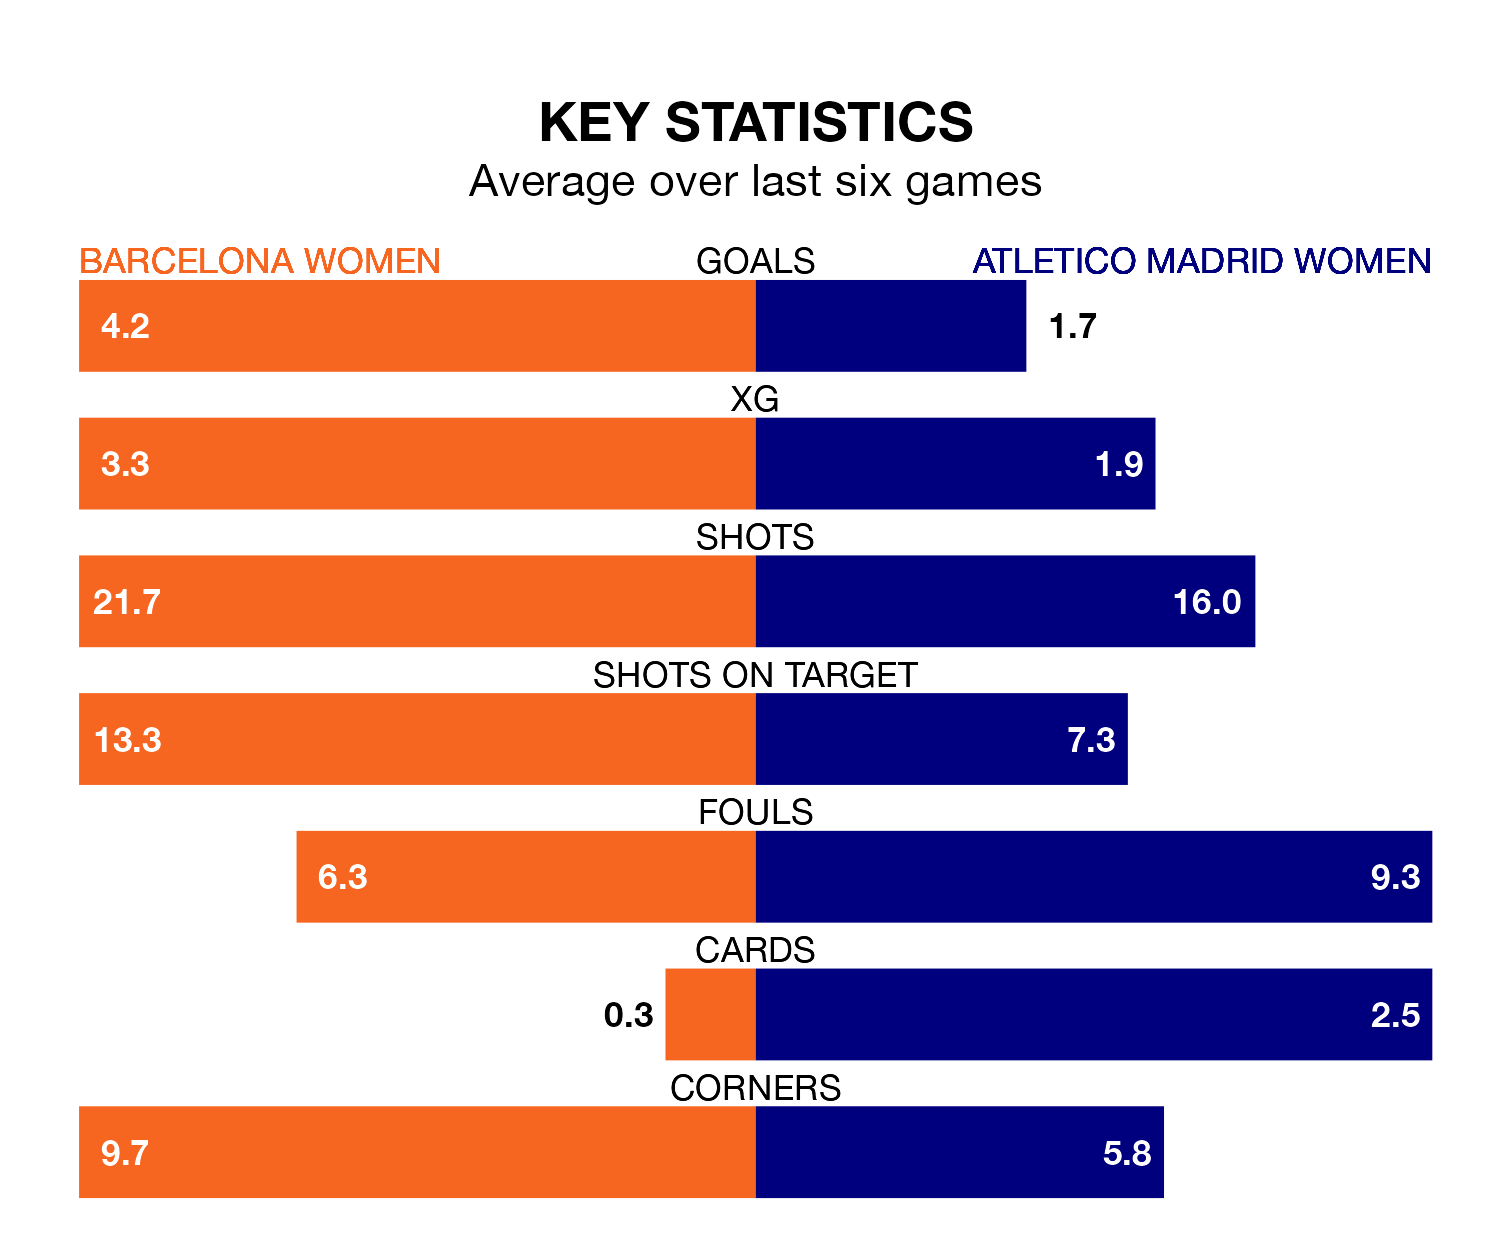 KEY STATISTICS
Average over last six games
BARCELONA WOMEN GOALS ATLETICO MADRID WOMEN
4.2 1.7
XG
3.3 1.9
SHOTS
21.7 16.0
SHOTS ON TARGET
13.3 7.3
FOULS
6.3 9.3
CARDS
0.3 2.5
CORNERS
9.7 5.8